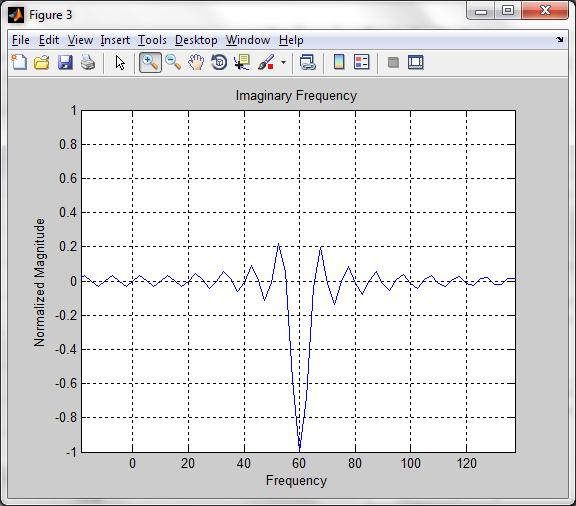 Figure 3
File Edit View Insert Tools Desktop Window Help
Imaginary Frequency
1
0.8
0.6
0.4
0.2
0
-0.2
-0.4
-0.6
-0.8
-1
Normalized Magnitude
0 20 40 60 80 100 120
Frequency